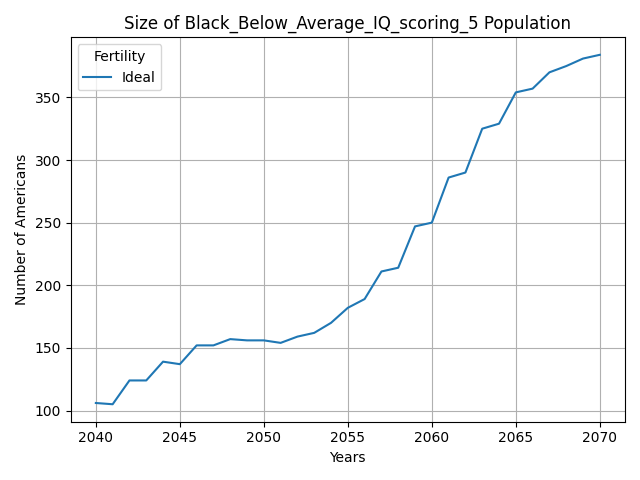 Size of Black_Below_Average_IQ_scoring_5 Population
Fertility
Ideal
Number of Americans
350
300
250
200
150
100
2040 2045 2050 2055 2060 2065 2070
Years